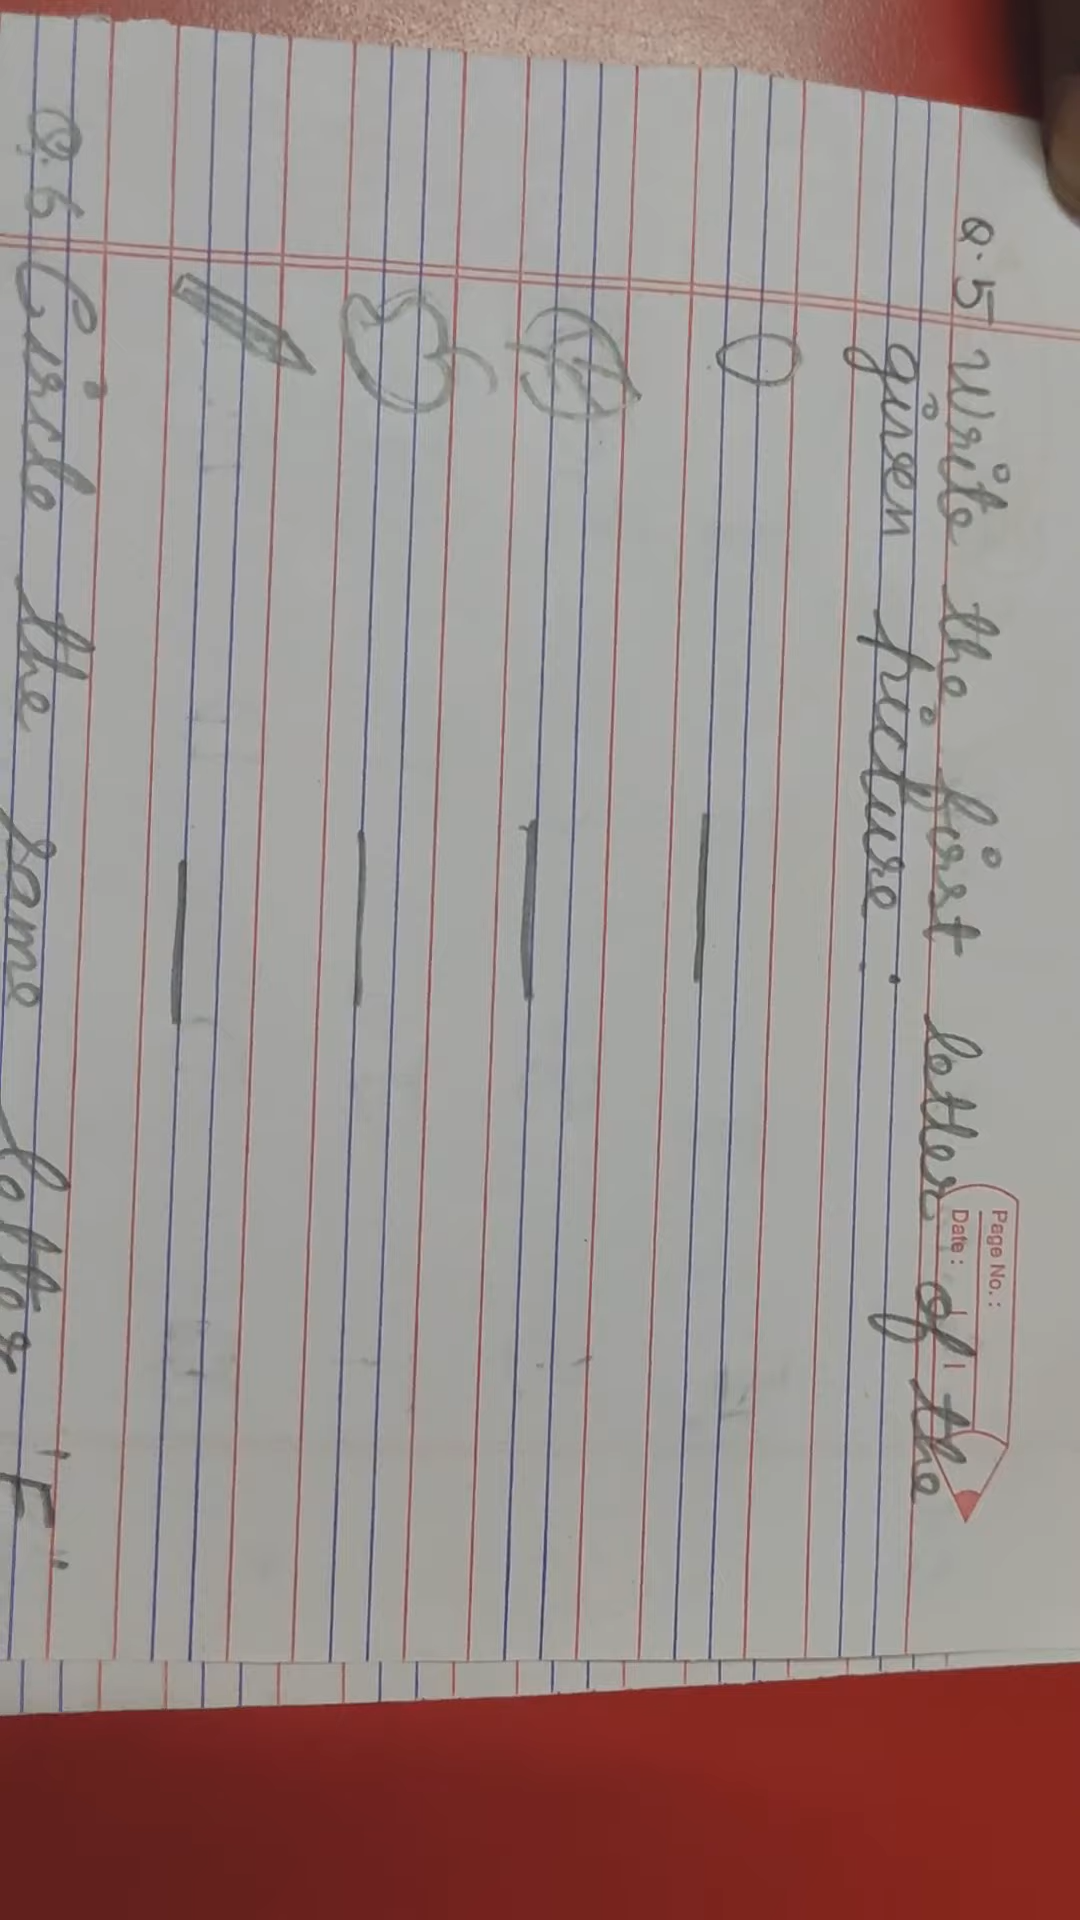 Page No. :
Date :
Q.5 Write the first letter of the
given picture.
Q.6 Circle the same letter "F"